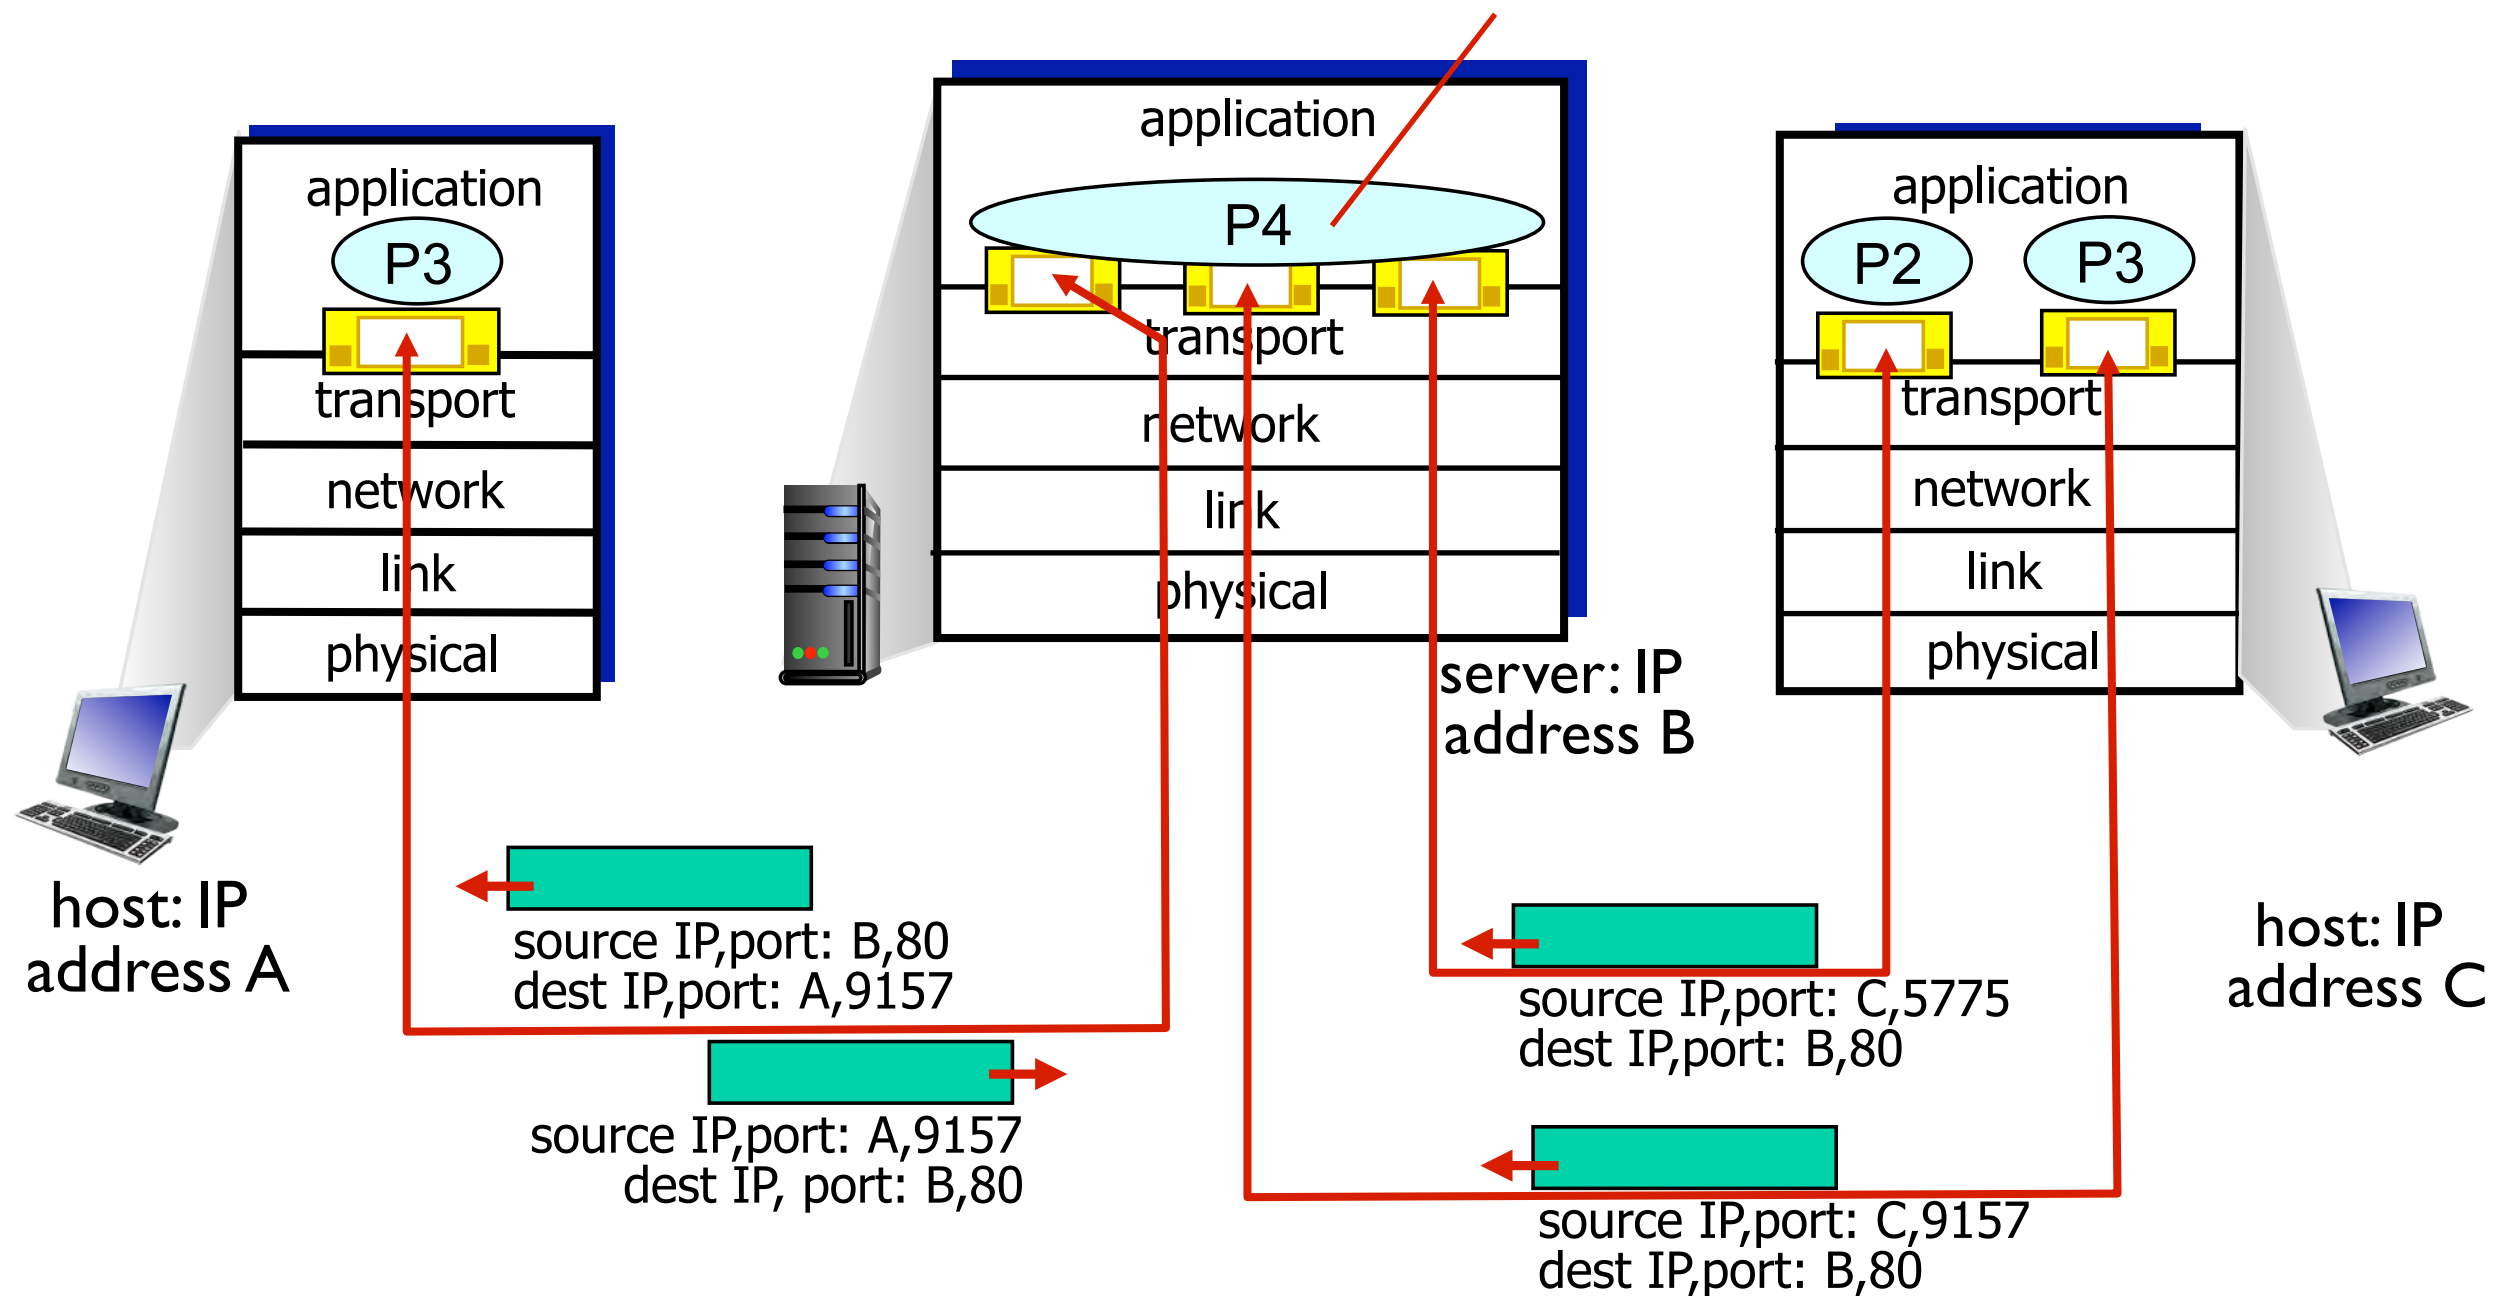 application
P3
transport
network
link
physical
host: IP
address A
application
P4
transport
network
link
physical
server: IP
address B
application
P2
P3
transport
network
link
physical
host: IP
address C
source IP,port: B,80
dest IP,port: A,9157
source IP,port: A,9157
dest IP, port: B,80
source IP,port: C,5775
dest IP,port: B,80
source IP,port: C,9157
dest IP,port: B,80